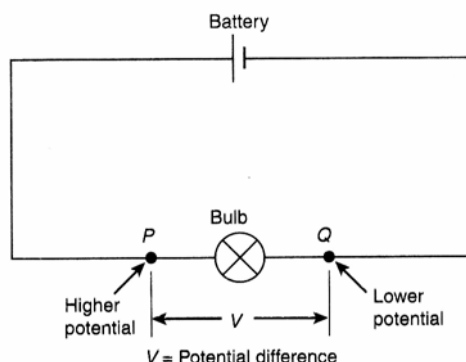 Battery
Bulb
P
Q
Higher
potential
V
Lower
potential
V = Potential difference